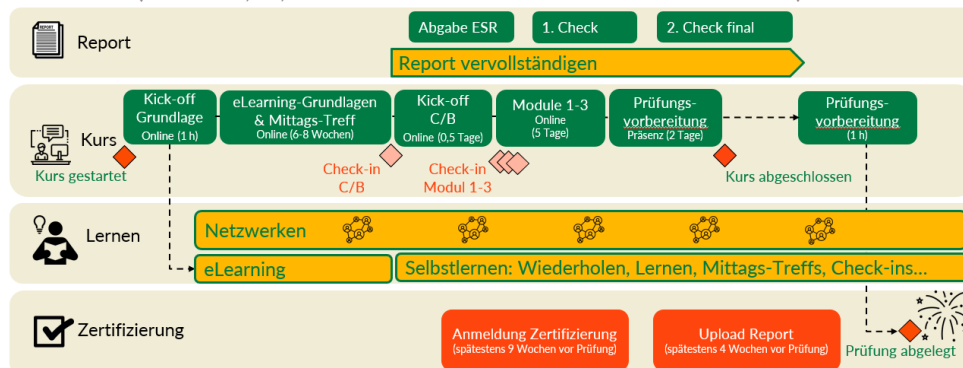 REPORT
Report
Abgabe ESR
1. Check
2. Check final
Report vervollständigen
Kurs
Kick-off
Grundlage
Online (1 h)
eLearning-Grundlagen
& Mittags-Treff
Online (6-8 Wochen)
Kick-off
C/B
Online (0,5 Tage)
Module 1-3
Online
(5 Tage)
Prüfungs-
vorbereitung
Präsenz (2 Tage)
Prüfungs-
vorbereitung
(1 h)
Kurs gestartet
Check-in
C/B
Check-in
Modul 1-3
Kurs abgeschlossen
Lernen
Netzwerken
eLearning
Selbstlernen: Wiederholen, Lernen, Mittags-Treffs, Check-ins...
Zertifizierung
Anmeldung Zertifizierung
(spätestens 9 Wochen vor Prüfung)
Upload Report
(spätestens 4 Wochen vor Prüfung)
Prüfung abgelegt